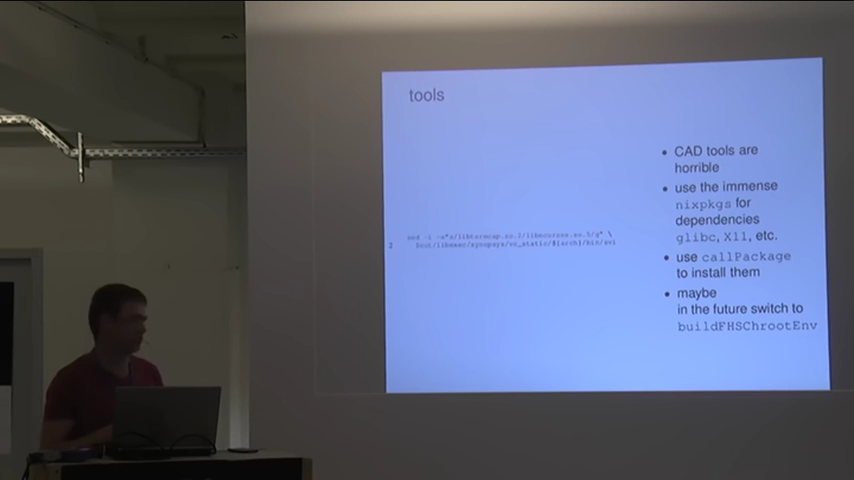 tools
sed -i -e"s/libtermcap.so.2/libncurses.so.5/g" \
2 $out/libexec/synopsys/vc_static/${arch}/bin/vci
• CAD tools are
horrible
• use the immense
nixpkgs for
dependencies
glibc, X11, etc.
• use callPackage
to install them
• maybe
in the future switch to
buildFHSChrootEnv